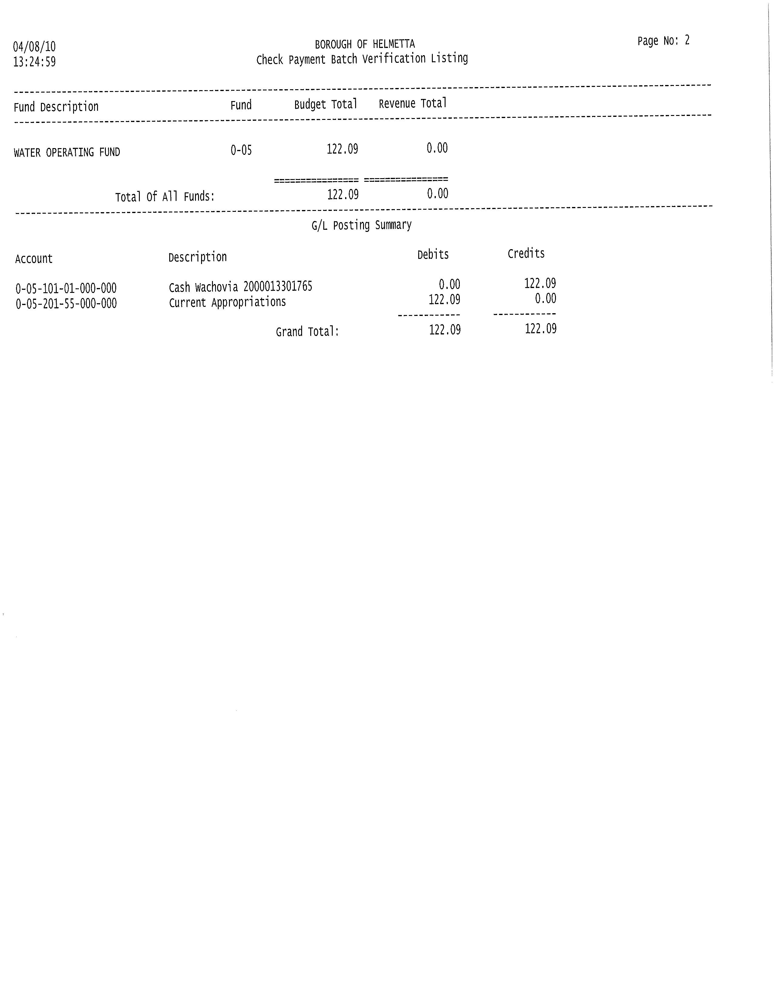 04/08/10 BOROUGH OF HELMETTA Page No: 2
13:24:59 Check Payment Batch Verification Listing
Fund Description Fund Budget Total Revenue Total
WATER OPERATING FUND 0-05 122.09 0.00
Total Of All Funds: 122.09 0.00
G/L Posting Summary
Account Description Debits Credits
0-05-101-01-000-000 Cash Wachovia 2000013301765 0.00 122.09
0-05-201-55-000-000 Current Appropriations 122.09 0.00
Grand Total: 122.09 122.09